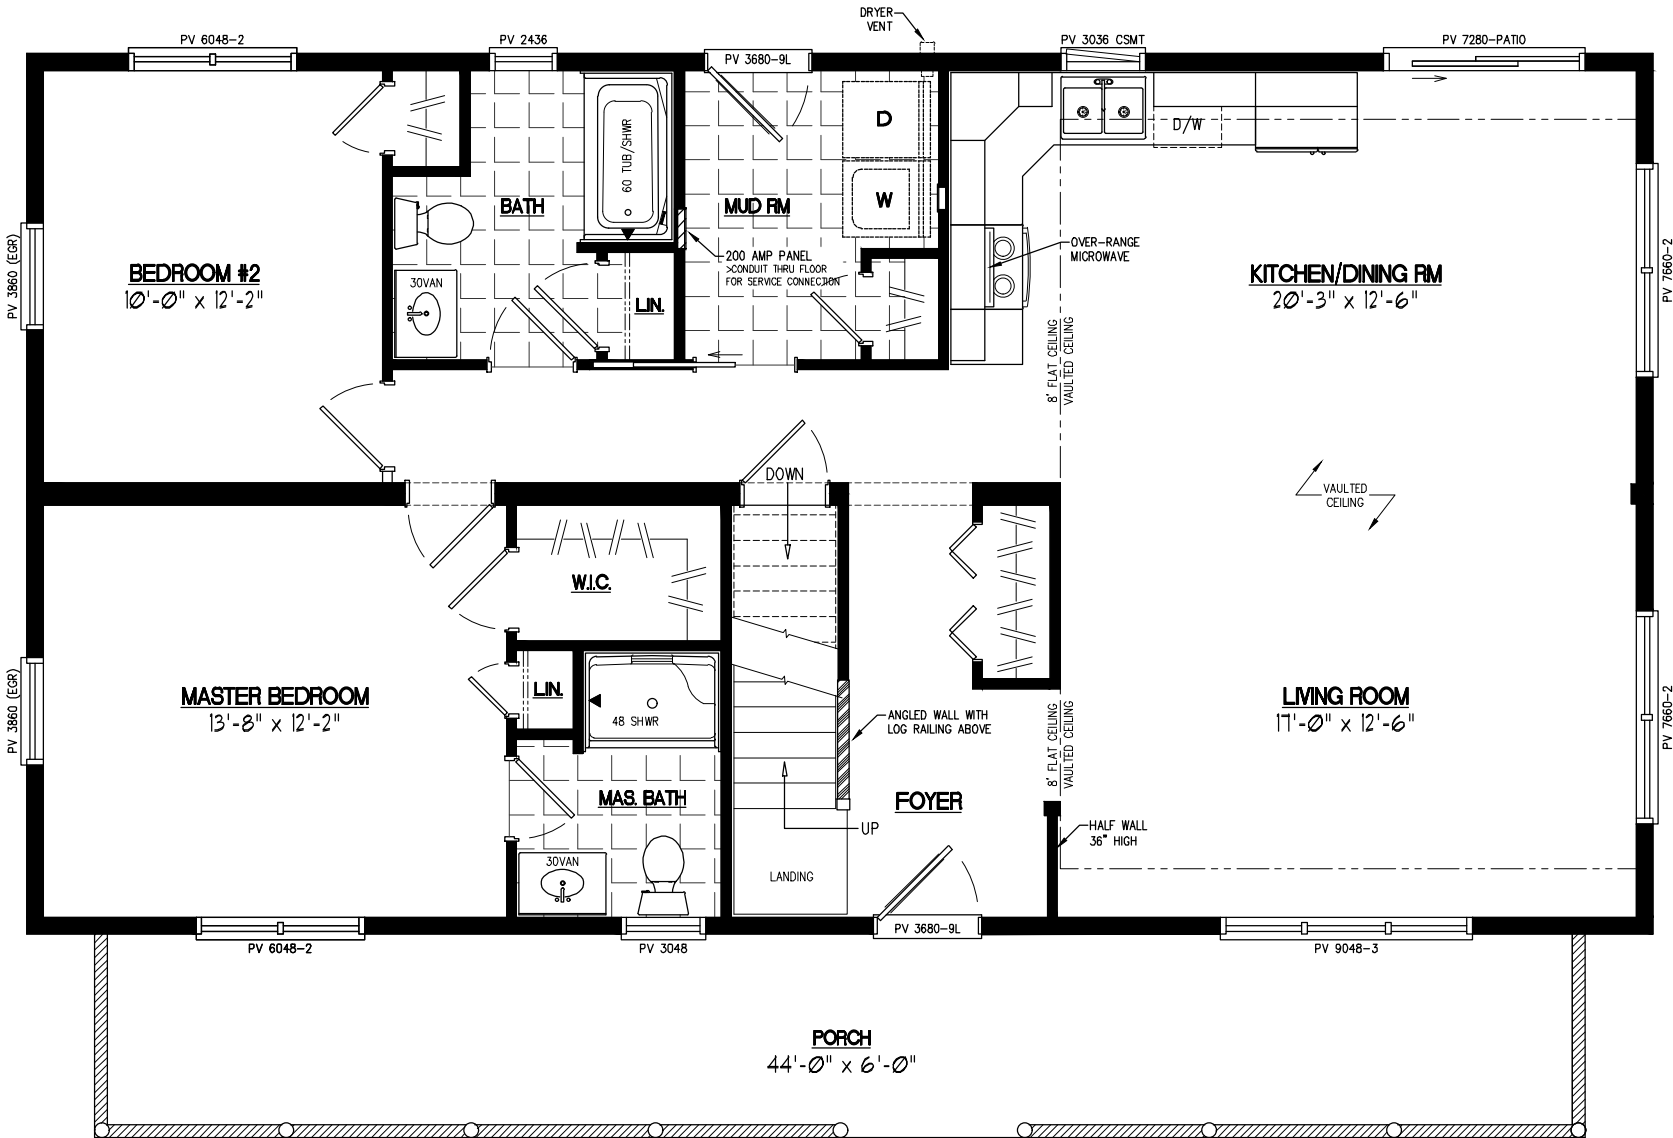 DRYER
VENT
PV 6048-2
PV 2436
PV 3680-9L
PV 3036 CSMT
PV 7280-PATIO
D
D/W
60 TUB/SHWR
W
BATH
MUD RM
200 AMP PANEL
>CONDUIT THRU FLOOR
FOR SERVICE CONNECTION
OVER-RANGE
MICROWAVE
PV 3860 (EGR)
BEDROOM #2
10'-0" x 12'-2"
30VAN
LIN.
KITCHEN/DINING RM
20'-3" x 12'-6"
PV 7660-2
8' FLAT CEILING
VAULTED CEILING
DOWN
VAULTED
CEILING
W.I.C.
PV 3860 (EGR)
MASTER BEDROOM
13'-8" x 12'-2"
LIN.
48 SHWR
ANGLED WALL WITH
LOG RAILING ABOVE
8' FLAT CEILING
VAULTED CEILING
LIVING ROOM
17'-0" x 12'-6"
PV 7660-2
MAS. BATH
FOYER
UP
HALF WALL
36" HIGH
30VAN
LANDING
PV 6048-2
PV 3048
PV 3680-9L
PV 9048-3
PORCH
44'-0" x 6'-0"